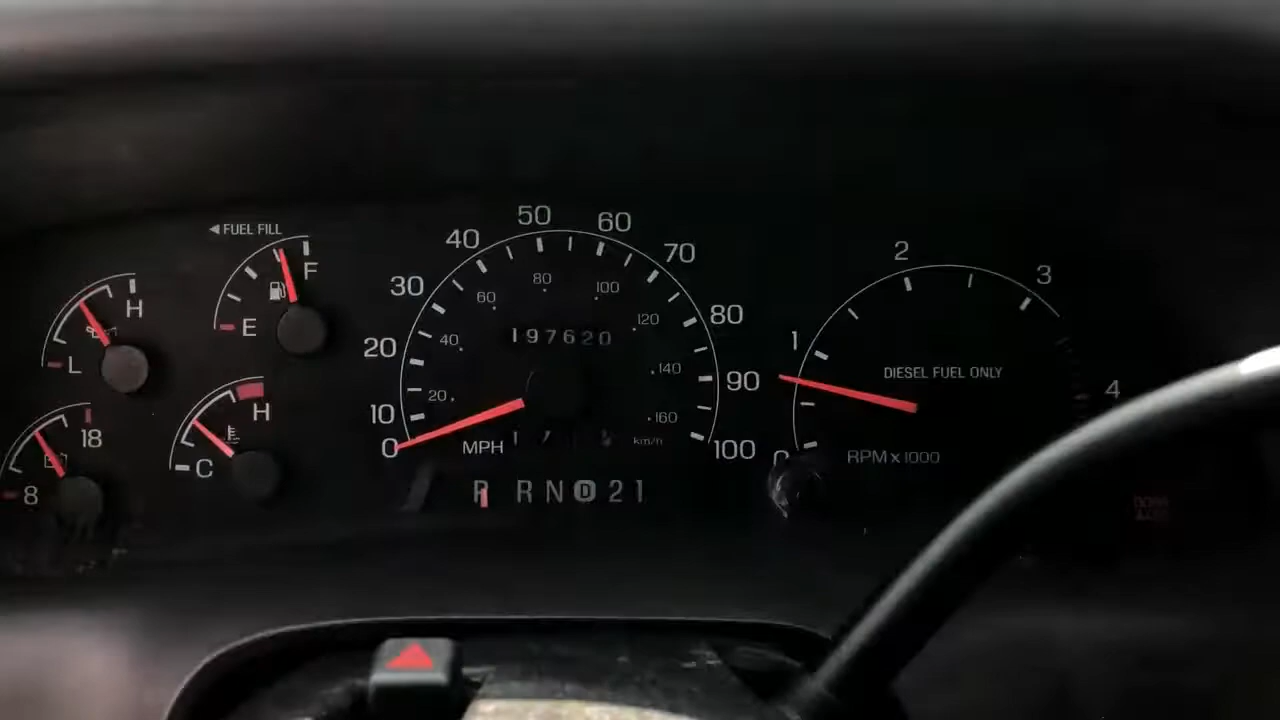 ◀ FUEL FILL
F
E
H
L
H
C
18
8
0
10
20
30
40
50
60
70
80
90
100
20
40
60
80
100
120
140
160
km/h
197620
MPH
P R N D 2 1
0
1
2
3
4
DIESEL FUEL ONLY
RPM x 1000